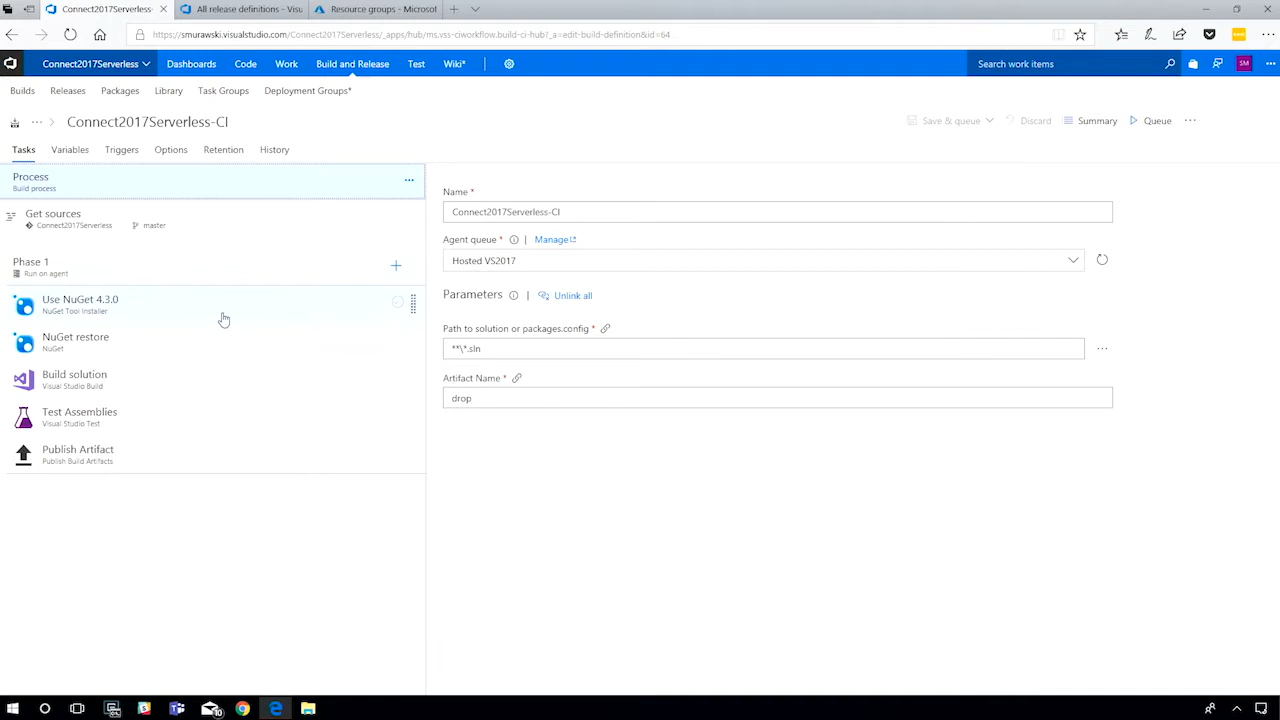 Connect2017Serverless-
All release definitions - Visu
Resource groups - Microsof
https://smurawski.visualstudio.com/Connect2017Serverless/_apps/hub/ms.vss-ciworkflow.build-ci-hub?_a=edit-build-definition&id=64
Connect2017Serverless
Dashboards
Code
Work
Build and Release
Test
Wiki*
Search work items
SM
Builds
Releases
Packages
Library
Task Groups
Deployment Groups*
Connect2017Serverless-CI
Save & queue
Discard
Summary
Queue
Tasks
Variables
Triggers
Options
Retention
History
Process
Build process
Get sources
Connect2017Serverless
master
Phase 1
Run on agent
Use NuGet 4.3.0
NuGet Tool Installer
NuGet restore
NuGet
Build solution
Visual Studio Build
Test Assemblies
Visual Studio Test
Publish Artifact
Publish Build Artifacts
Name *
Connect2017Serverless-CI
Agent queue * | Manage
Hosted VS2017
Parameters | Unlink all
Path to solution or packages.config *
**\*.sln
Artifact Name *
drop
10